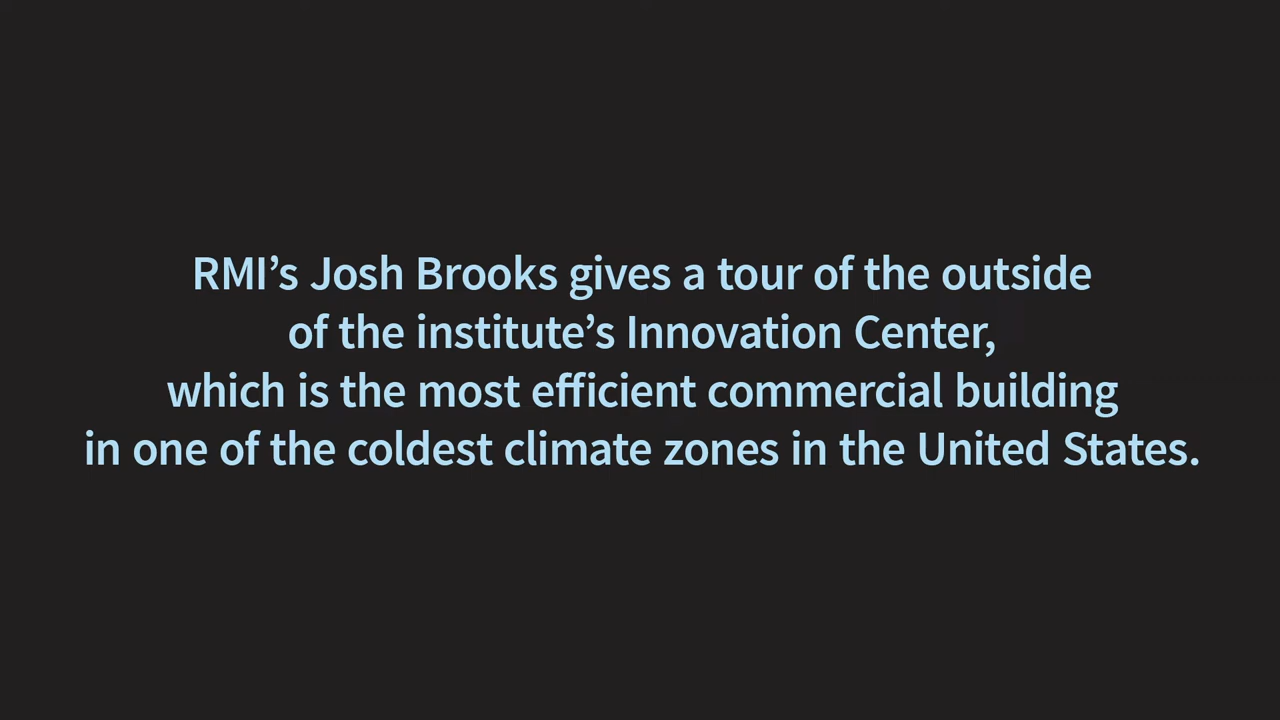 RMI’s Josh Brooks gives a tour of the outside
of the institute’s Innovation Center,
which is the most efficient commercial building
in one of the coldest climate zones in the United States.